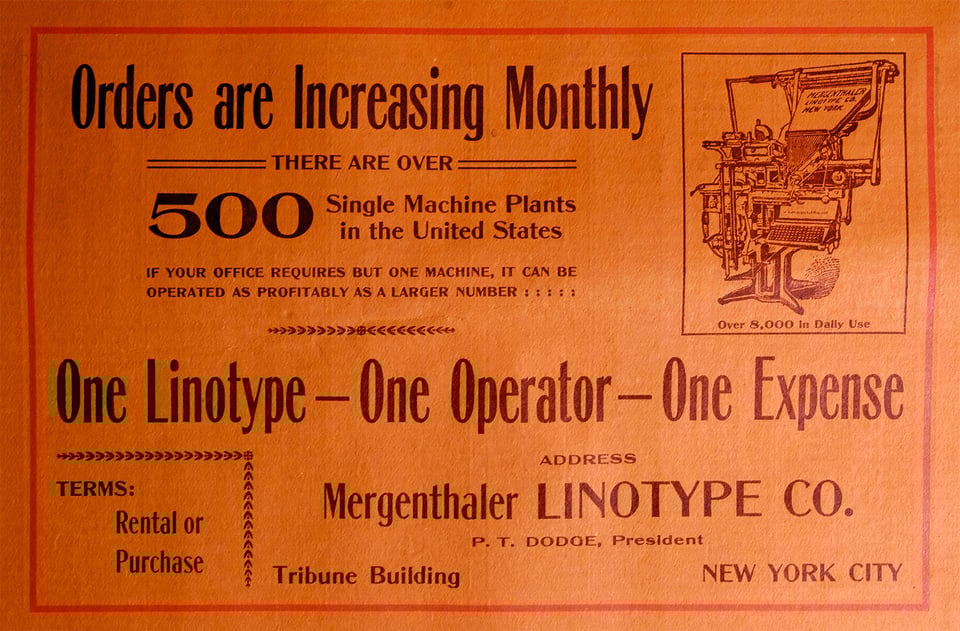 Orders are Increasing Monthly
THERE ARE OVER
500 Single Machine Plants
in the United States
IF YOUR OFFICE REQUIRES BUT ONE MACHINE, IT CAN BE
OPERATED AS PROFITABLY AS A LARGER NUMBER : : : : :
MERGENTHALER
LINOTYPE CO.
NEW YORK
Over 8,000 in Daily Use
One Linotype — One Operator — One Expense
TERMS:
Rental or
Purchase
ADDRESS
Mergenthaler LINOTYPE CO.
P. T. DODGE, President
Tribune Building
NEW YORK CITY